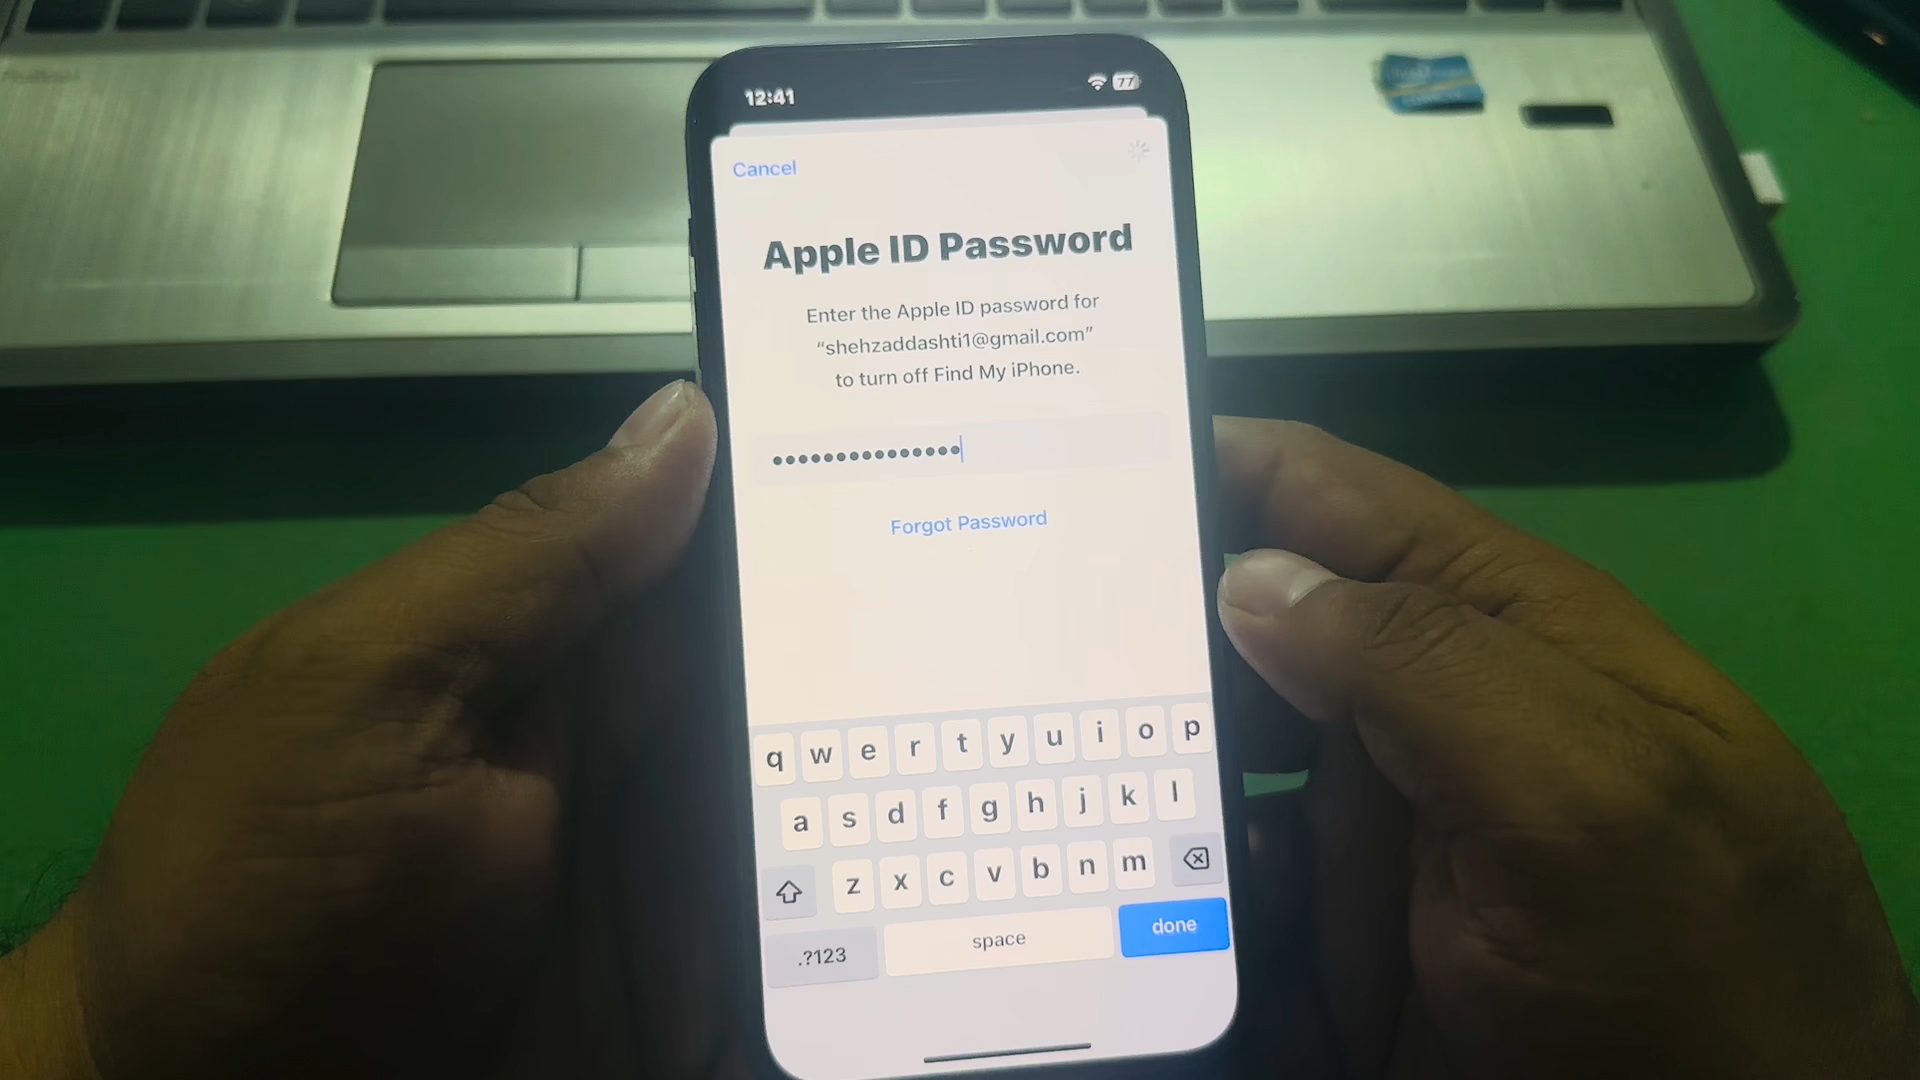 12:41
77
Cancel
Apple ID Password
Enter the Apple ID password for
“shehzaddashti1@gmail.com”
to turn off Find My iPhone.
•••••••••••••••
Forgot Password
q w e r t y u i o p
a s d f g h j k l
z x c v b n m
.?123 space done